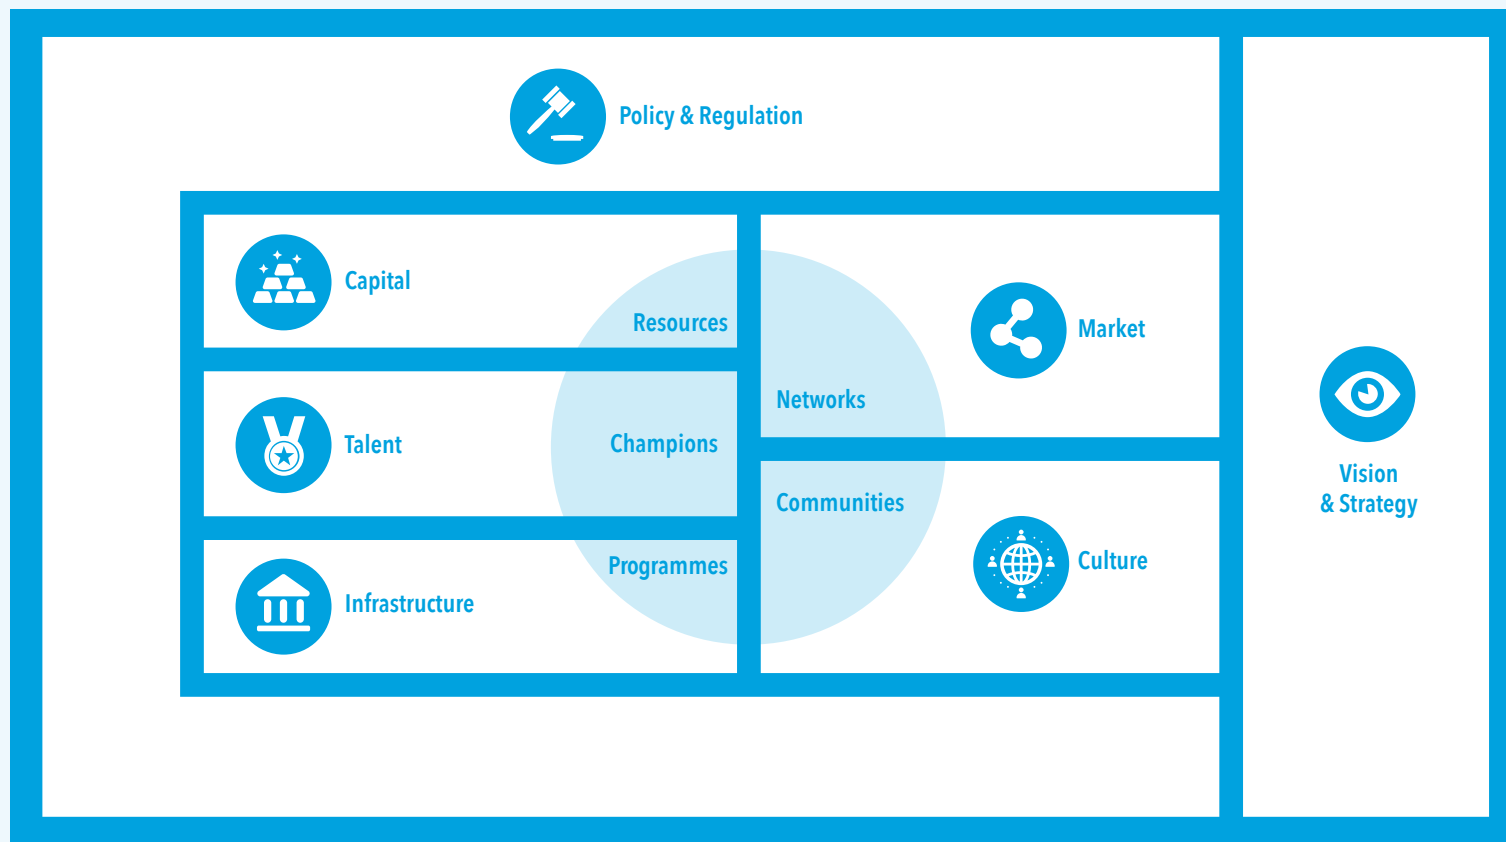 Policy & Regulation
Capital
Resources
Talent
Champions
Infrastructure
Programmes
Market
Networks
Communities
Culture
Vision
& Strategy